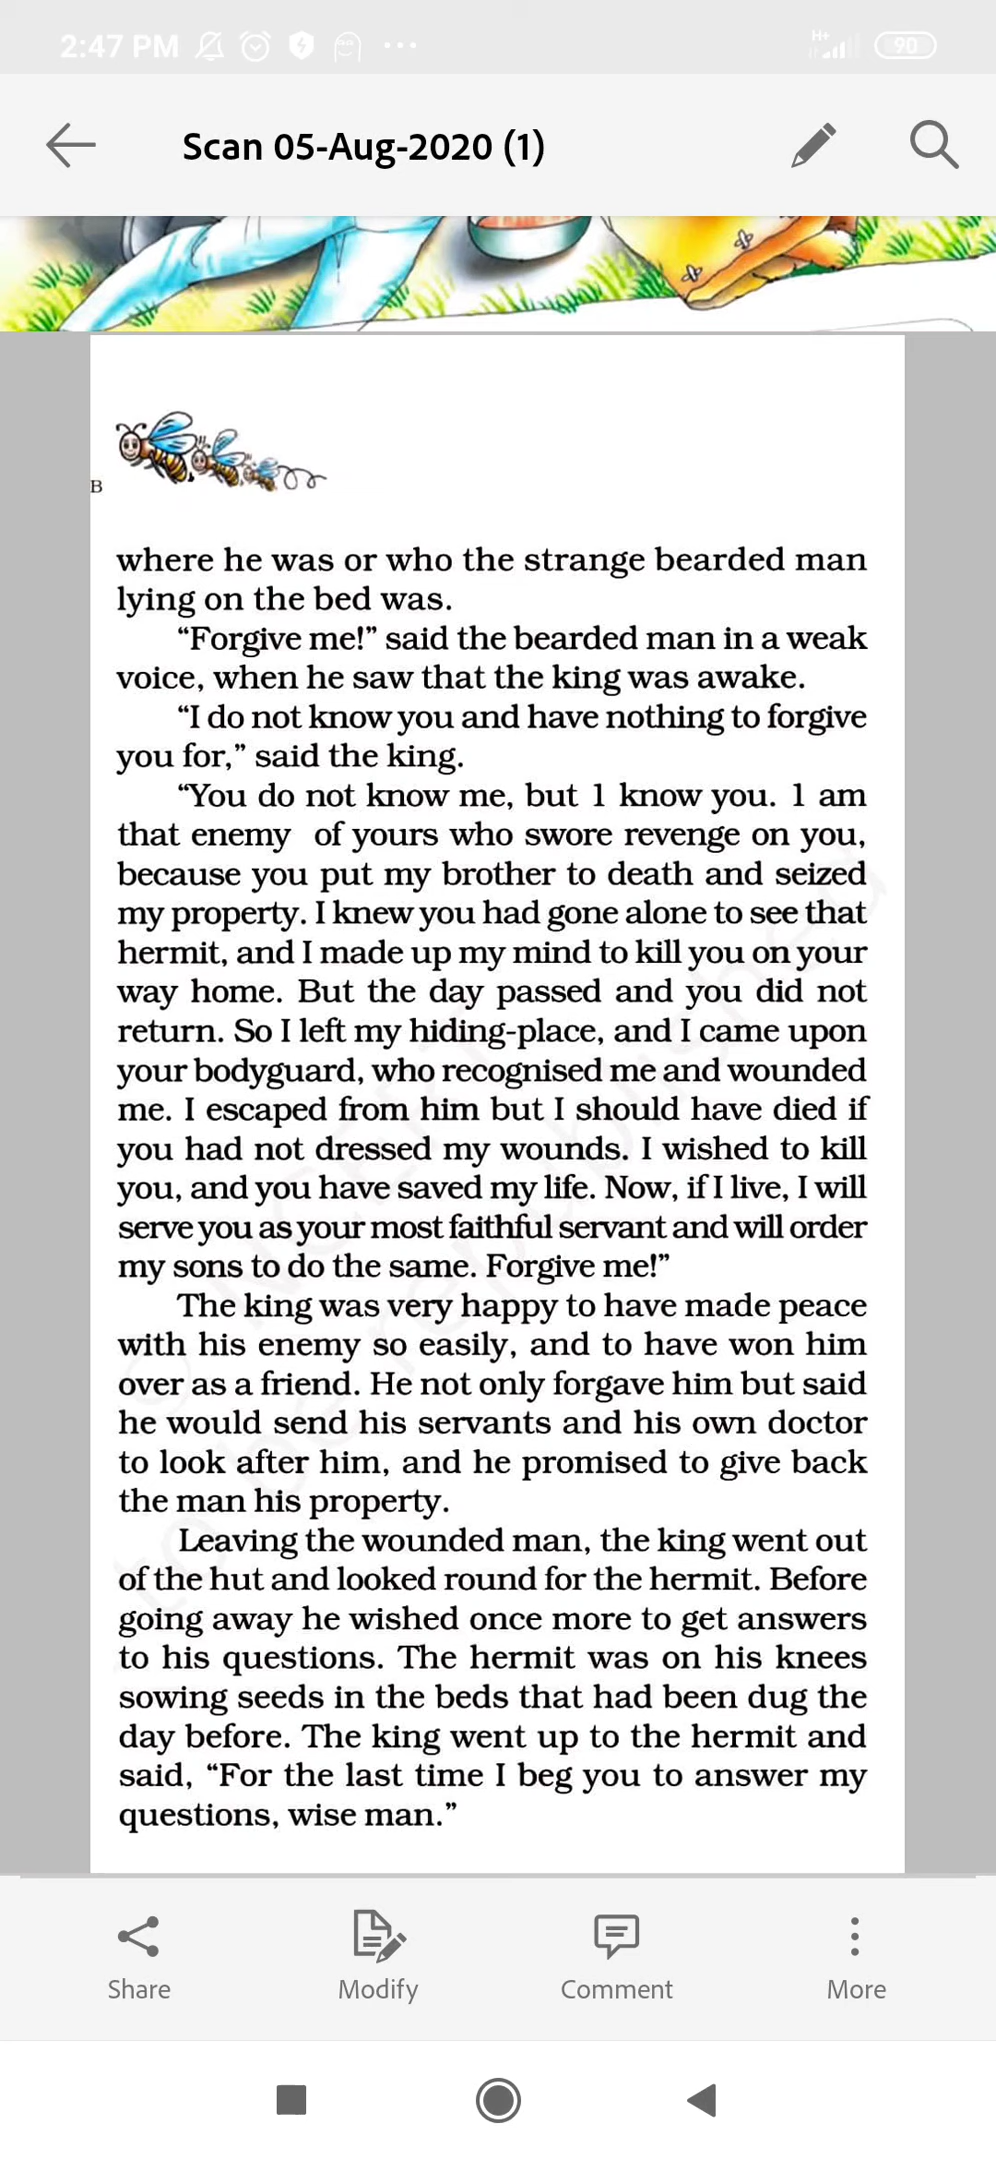 2:47 PM
H+
90
Scan 05-Aug-2020 (1)
B
where he was or who the strange bearded man
lying on the bed was.
“Forgive me!” said the bearded man in a weak
voice, when he saw that the king was awake.
“I do not know you and have nothing to forgive
you for,” said the king.
“You do not know me, but 1 know you. 1 am
that enemy of yours who swore revenge on you,
because you put my brother to death and seized
my property. I knew you had gone alone to see that
hermit, and I made up my mind to kill you on your
way home. But the day passed and you did not
return. So I left my hiding-place, and I came upon
your bodyguard, who recognised me and wounded
me. I escaped from him but I should have died if
you had not dressed my wounds. I wished to kill
you, and you have saved my life. Now, if I live, I will
serve you as your most faithful servant and will order
my sons to do the same. Forgive me!”
The king was very happy to have made peace
with his enemy so easily, and to have won him
over as a friend. He not only forgave him but said
he would send his servants and his own doctor
to look after him, and he promised to give back
the man his property.
Leaving the wounded man, the king went out
of the hut and looked round for the hermit. Before
going away he wished once more to get answers
to his questions. The hermit was on his knees
sowing seeds in the beds that had been dug the
day before. The king went up to the hermit and
said, “For the last time I beg you to answer my
questions, wise man.”
Share
Modify
Comment
More